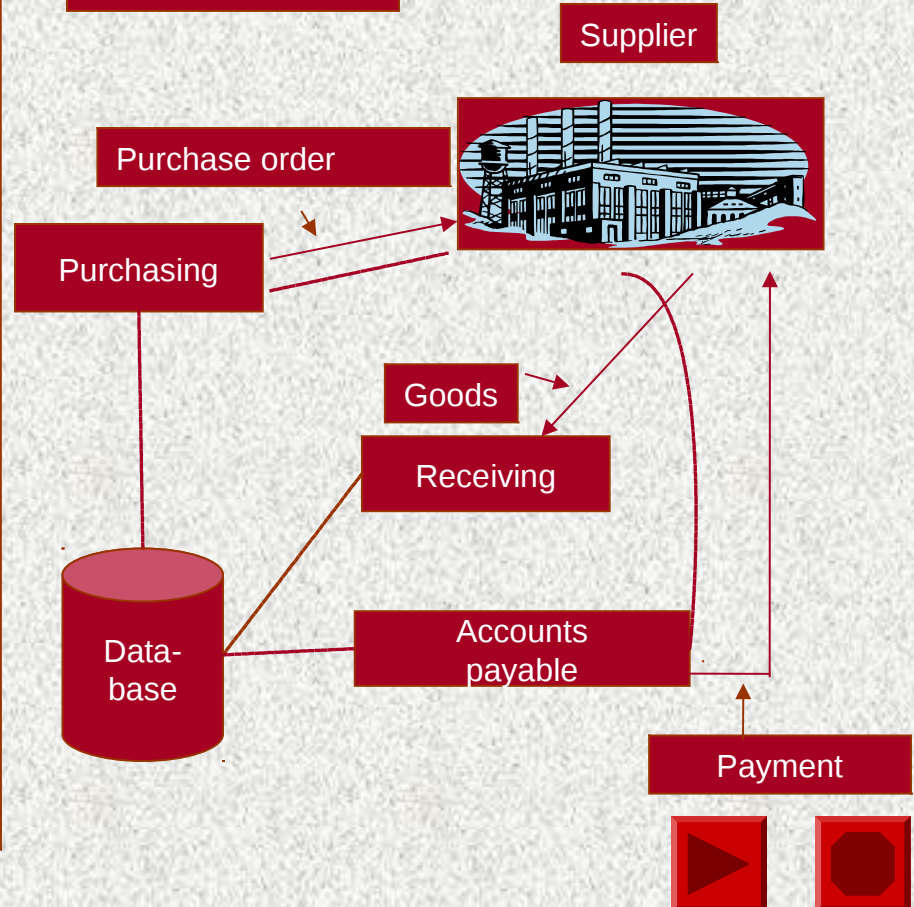 Supplier
Purchase order
Purchasing
Goods
Receiving
Accounts
payable
Data-
base
Payment